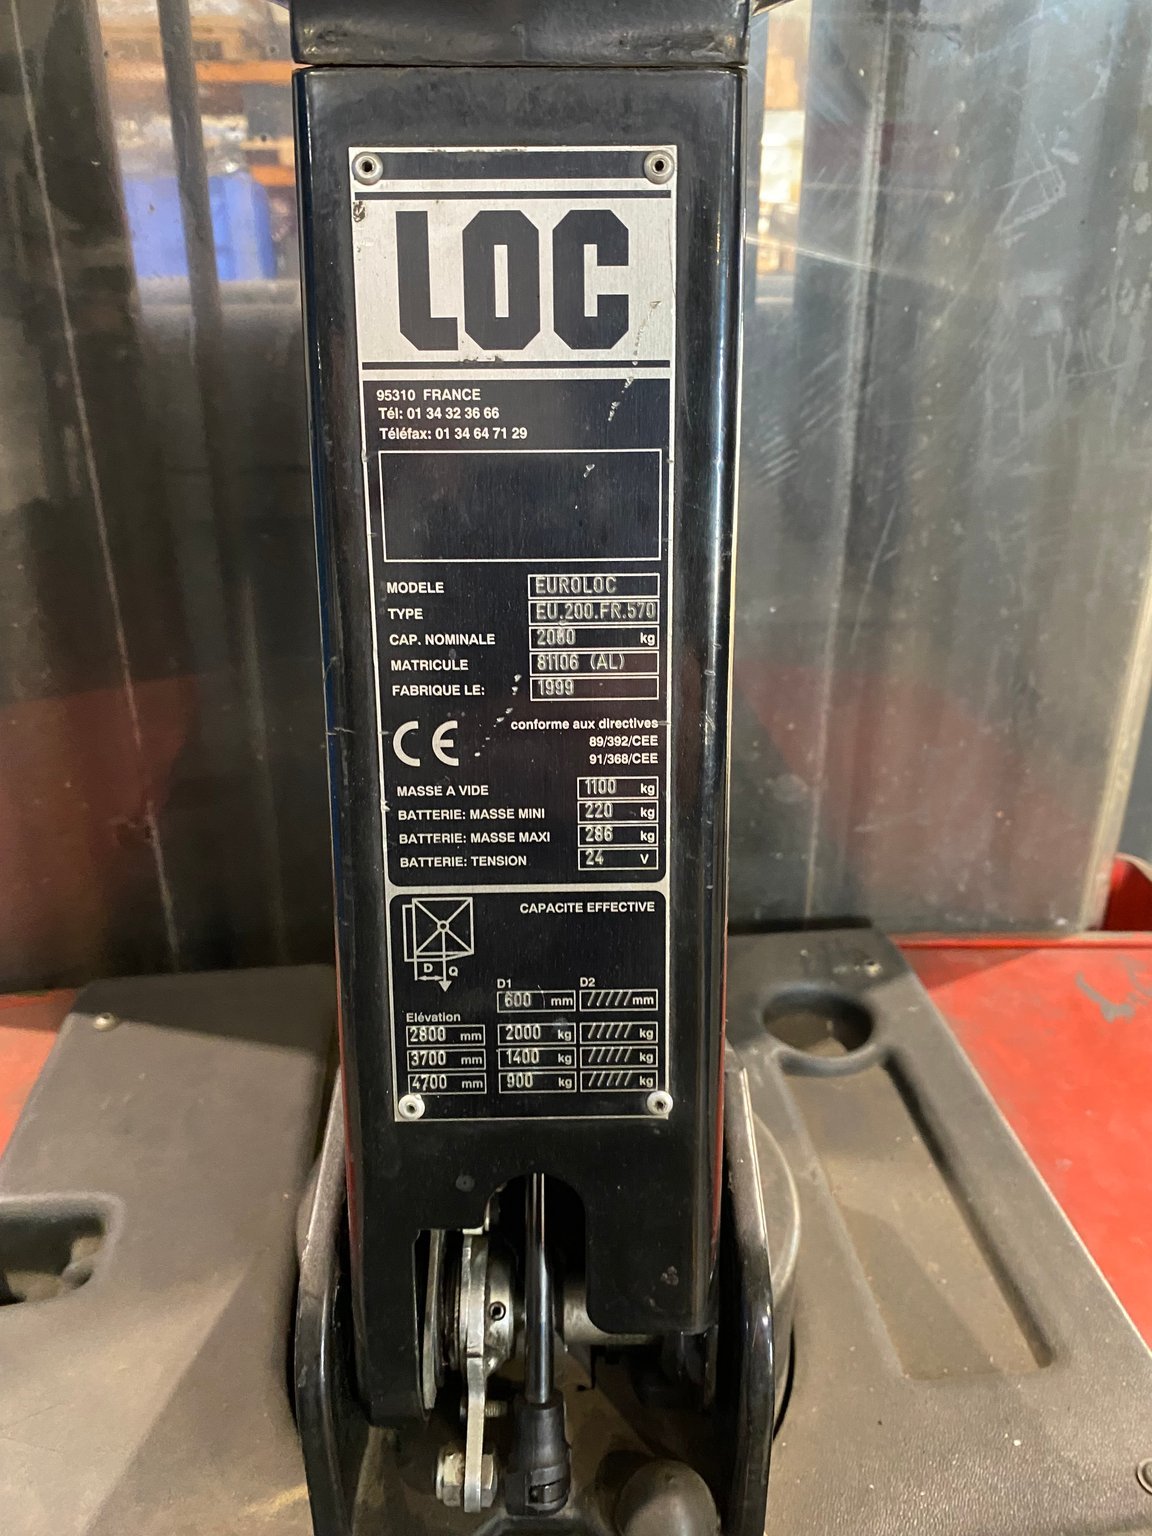 LOC
95310 FRANCE
Tél: 01 34 32 36 66
Téléfax: 01 34 64 71 29
MODELE EUROLOC
TYPE EU.200.FR.570
CAP. NOMINALE 2000 kg
MATRICULE 81106 (AL)
FABRIQUE LE: 1999
CE conforme aux directives
89/392/CEE
91/368/CEE
MASSE A VIDE 1100 kg
BATTERIE: MASSE MINI 220 kg
BATTERIE: MASSE MAXI 286 kg
BATTERIE: TENSION 24 V
CAPACITE EFFECTIVE
D Q
D1 D2
600 mm ///// mm
Elévation
2800 mm 2000 kg ///// kg
3700 mm 1400 kg ///// kg
4700 mm 900 kg ///// kg